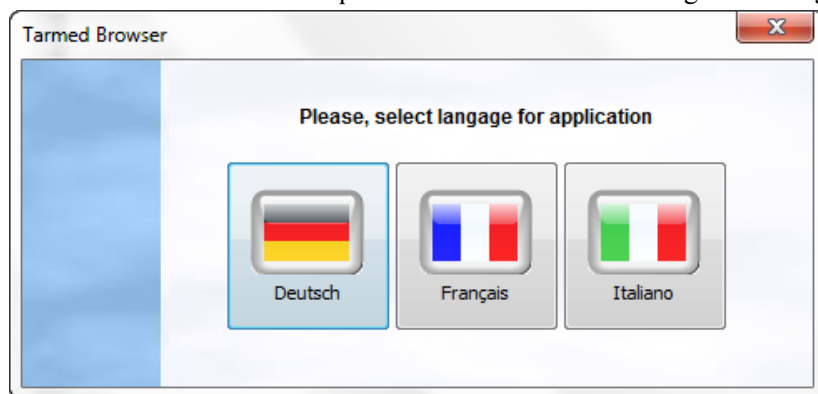 Tarmed Browser
Please, select langage for application
Deutsch
Français
Italiano